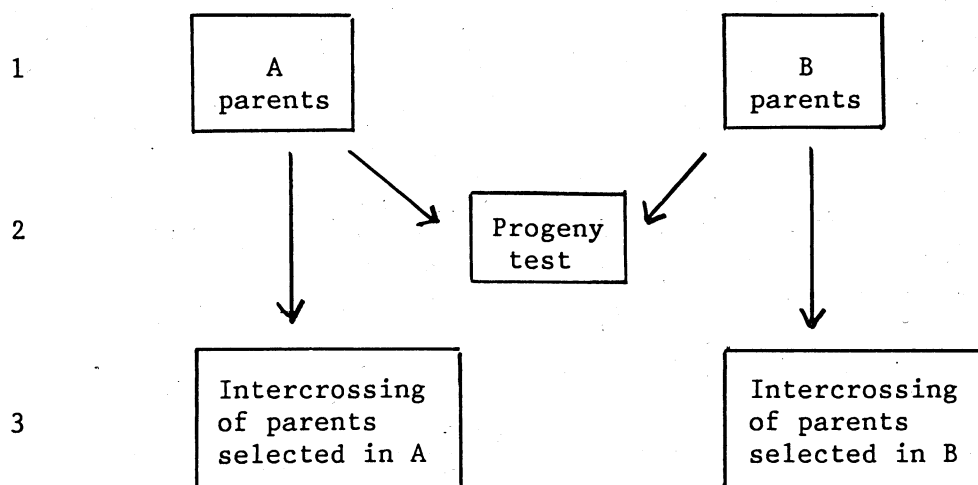 1
A
parents
B
parents
2
Progeny
test
3
Intercrossing
of parents
selected in A
Intercrossing
of parents
selected in B